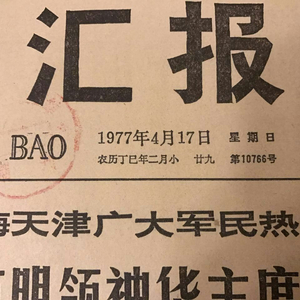 汇报
BAO 1977年4月17日 星期日
农历丁巳年二月小 廿九 第10766号
海天津广大军民热
明领袖华主席